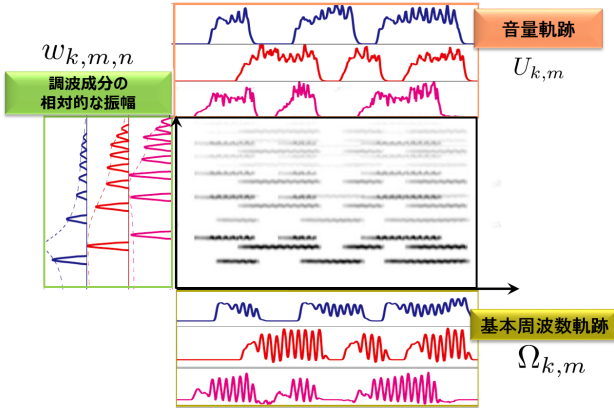 音量軌跡
U_{k,m}
w_{k,m,n}
調波成分の
相対的な振幅
基本周波数軌跡
Ω_{k,m}